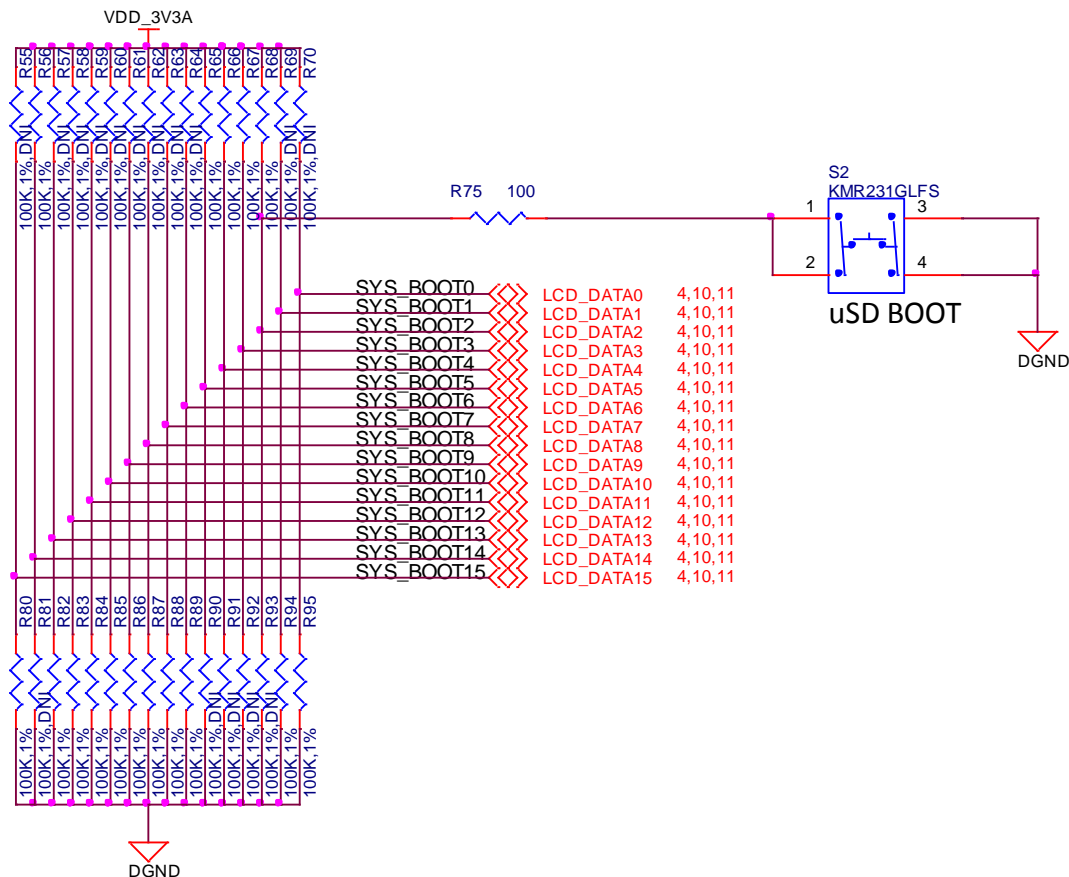 VDD_3V3A
R55
R56
R57
R58
R59
R60
R61
R62
R63
R64
R65
R66
R67
R68
R69
R70
100K,1%,DNI
100K,1%
100K,1%,DNI
100K,1%,DNI
100K,1%,DNI
100K,1%,DNI
100K,1%,DNI
100K,1%,DNI
100K,1%,DNI
100K,1%,DNI
100K,1%
100K,1%
100K,1%
100K,1%
100K,1%,DNI
100K,1%,DNI
R75 100
S2
KMR231GLFS
1 3
2 4
uSD BOOT
DGND
SYS_BOOT0 LCD_DATA0 4,10,11
SYS_BOOT1 LCD_DATA1 4,10,11
SYS_BOOT2 LCD_DATA2 4,10,11
SYS_BOOT3 LCD_DATA3 4,10,11
SYS_BOOT4 LCD_DATA4 4,10,11
SYS_BOOT5 LCD_DATA5 4,10,11
SYS_BOOT6 LCD_DATA6 4,10,11
SYS_BOOT7 LCD_DATA7 4,10,11
SYS_BOOT8 LCD_DATA8 4,10,11
SYS_BOOT9 LCD_DATA9 4,10,11
SYS_BOOT10 LCD_DATA10 4,10,11
SYS_BOOT11 LCD_DATA11 4,10,11
SYS_BOOT12 LCD_DATA12 4,10,11
SYS_BOOT13 LCD_DATA13 4,10,11
SYS_BOOT14 LCD_DATA14 4,10,11
SYS_BOOT15 LCD_DATA15 4,10,11
R80
R81
R82
R83
R84
R85
R86
R87
R88
R89
R90
R91
R92
R93
R94
R95
100K,1%
100K,1%,DNI
100K,1%
100K,1%
100K,1%
100K,1%
100K,1%
100K,1%
100K,1%
100K,1%
100K,1%,DNI
100K,1%,DNI
100K,1%,DNI
100K,1%,DNI
100K,1%
100K,1%
DGND